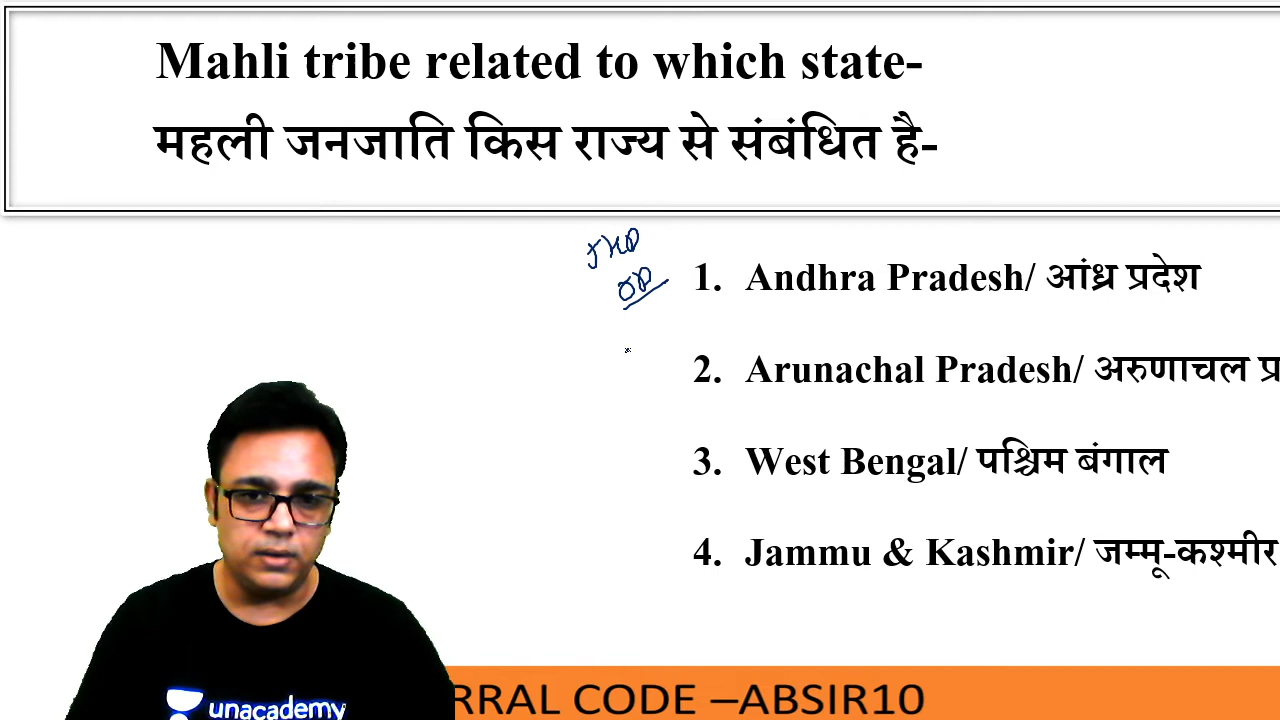 Mahli tribe related to which state-
महली जनजाति किस राज्य से संबंधित है-
JHD
OD
1. Andhra Pradesh/ आंध्र प्रदेश
2. Arunachal Pradesh/ अरुणाचल प्र
3. West Bengal/ पश्चिम बंगाल
4. Jammu & Kashmir/ जम्मू-कश्मीर
unacademy
RRAL CODE –ABSIR10